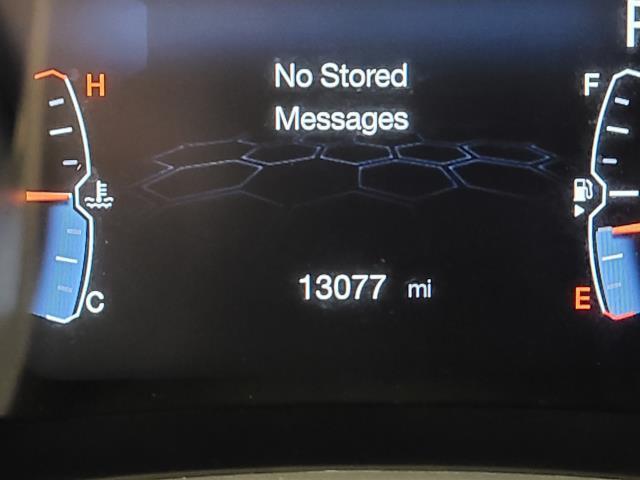 P
H
No Stored
F
Messages
13077 mi
C
E